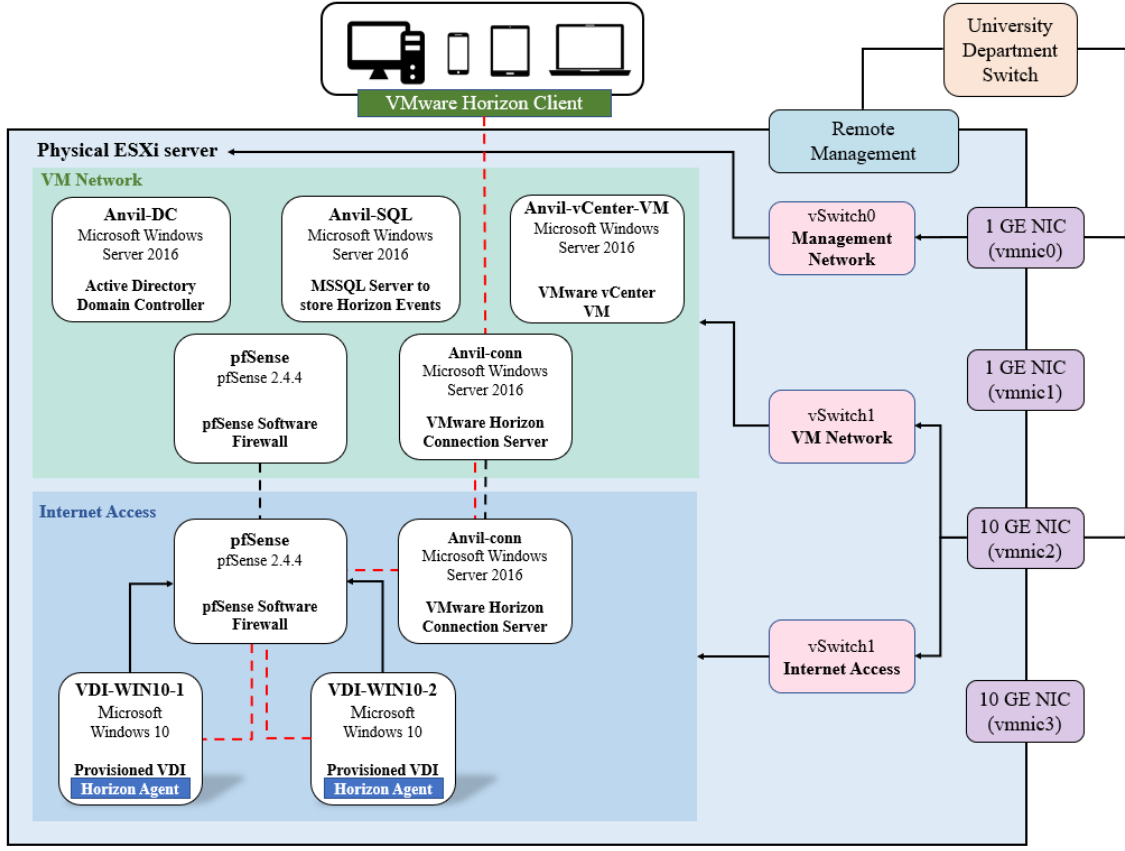 University
Department
Switch
VMware Horizon Client
Remote
Management
Physical ESXi server
VM Network
Anvil-DC
Microsoft Windows
Server 2016
Active Directory
Domain Controller
Anvil-SQL
Microsoft Windows
Server 2016
MSSQL Server to
store Horizon Events
Anvil-vCenter-VM
Microsoft Windows
Server 2016
VMware vCenter
VM
vSwitch0
Management
Network
1 GE NIC
(vmnic0)
pfSense
pfSense 2.4.4
pfSense Software
Firewall
Anvil-conn
Microsoft Windows
Server 2016
VMware Horizon
Connection Server
vSwitch1
VM Network
1 GE NIC
(vmnic1)
Internet Access
pfSense
pfSense 2.4.4
pfSense Software
Firewall
Anvil-conn
Microsoft Windows
Server 2016
VMware Horizon
Connection Server
10 GE NIC
(vmnic2)
vSwitch1
Internet Access
VDI-WIN10-1
Microsoft
Windows 10
Provisioned VDI
Horizon Agent
VDI-WIN10-2
Microsoft
Windows 10
Provisioned VDI
Horizon Agent
10 GE NIC
(vmnic3)